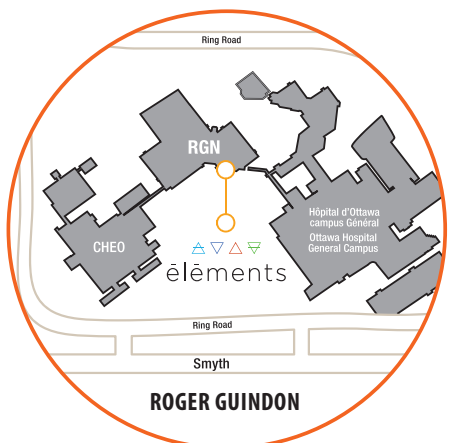 Ring Road
RGN
Hôpital d'Ottawa
campus Général
Ottawa Hospital
General Campus
CHEO
ēlēments
Ring Road
Smyth
ROGER GUINDON